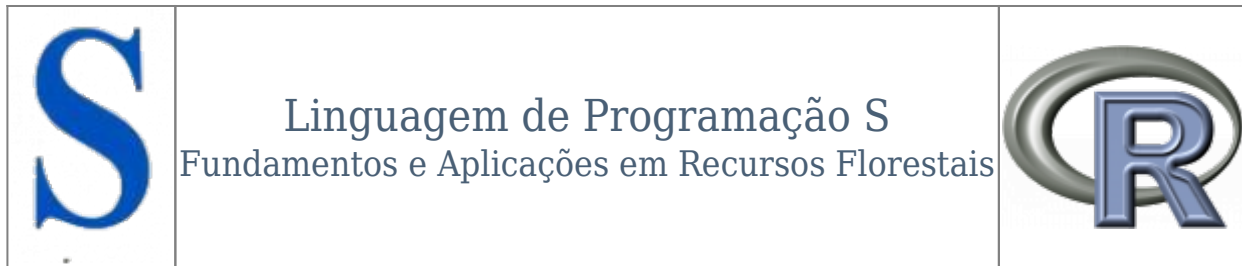 S
Linguagem de Programação S
Fundamentos e Aplicações em Recursos Florestais
R